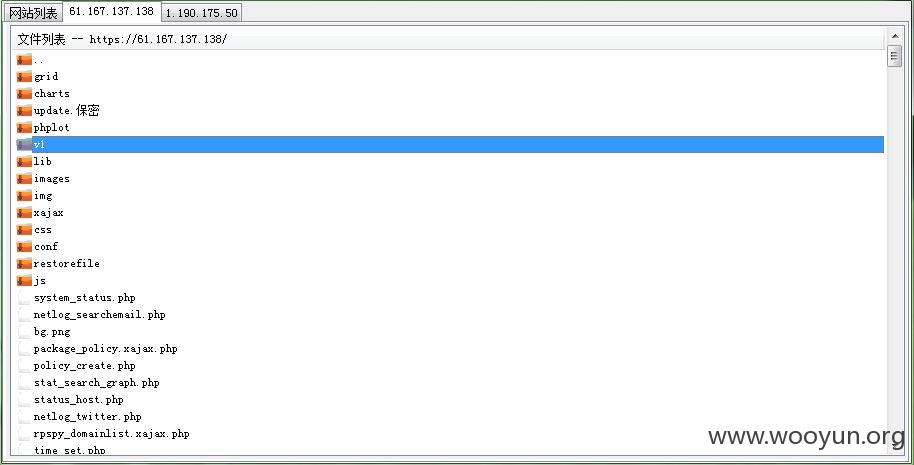 网站列表 61.167.137.138 1.190.175.50
文件列表 -- https://61.167.137.138/
..
grid
charts
update.保密
phplot
vl
lib
images
img
xajax
css
conf
restorefile
js
system_status.php
netlog_searchemail.php
bg.png
package_policy.xajax.php
policy_create.php
stat_search_graph.php
status_host.php
netlog_twitter.php
rpspy_domainlist.xajax.php
time_set.php
www.wooyun.org